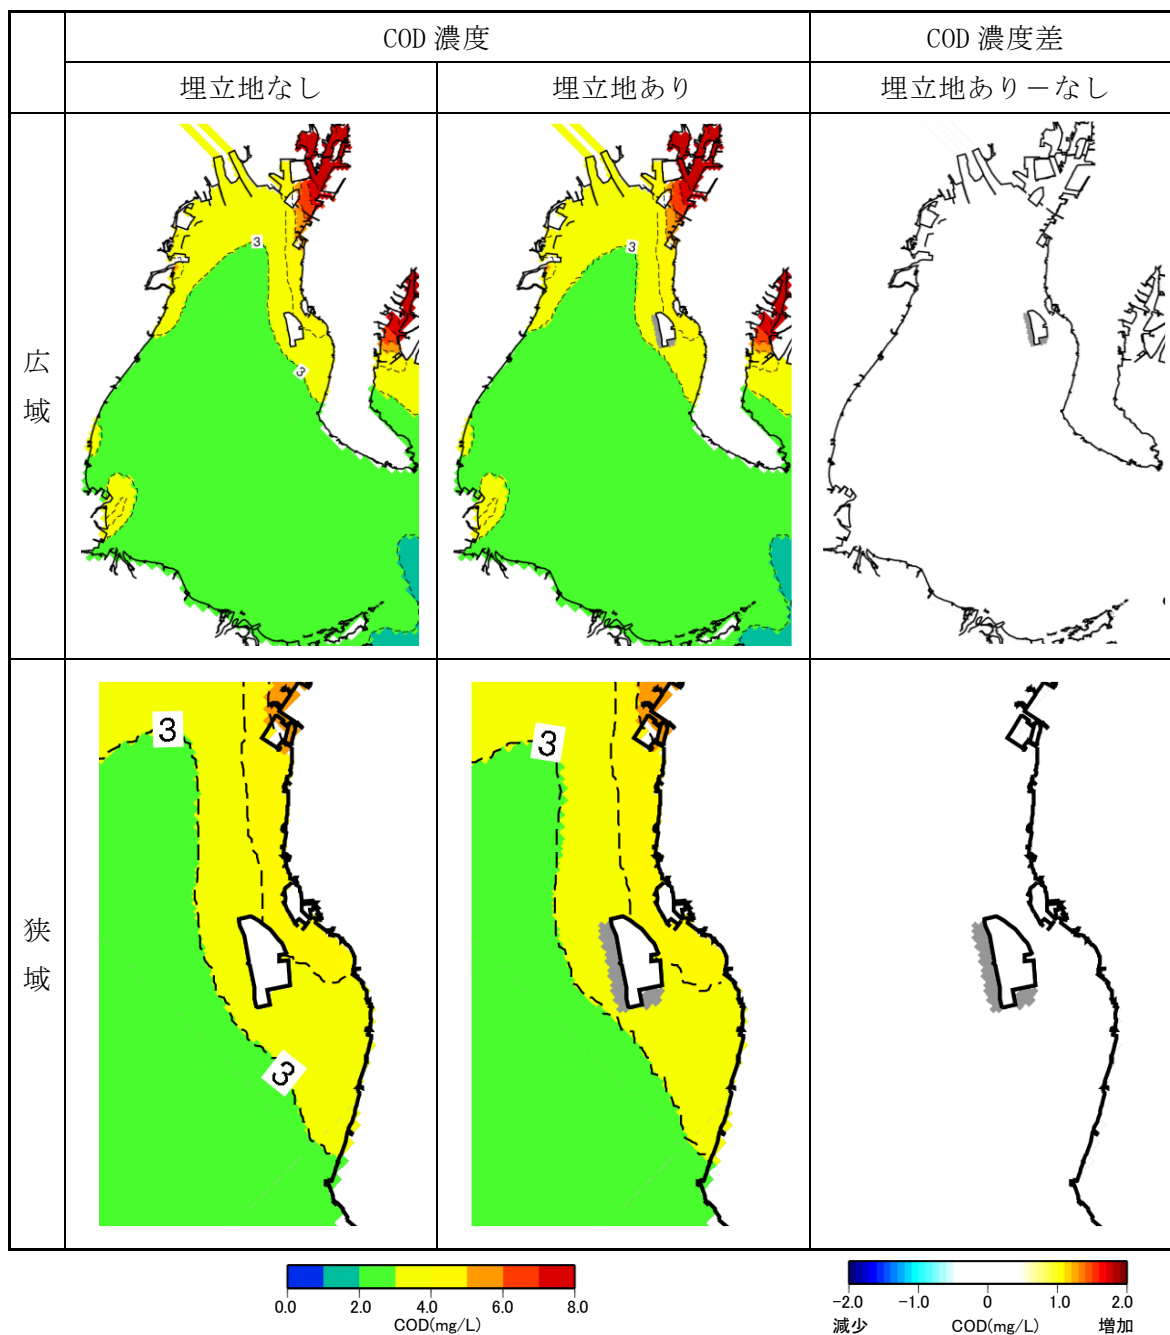 COD 濃度
COD 濃度差
埋立地なし
埋立地あり
埋立地あり－なし
広域
3
3
3
狭域
3
3
3
0.0 2.0 4.0 6.0 8.0
COD(mg/L)
-2.0 -1.0 0 1.0 2.0
減少 COD(mg/L) 増加